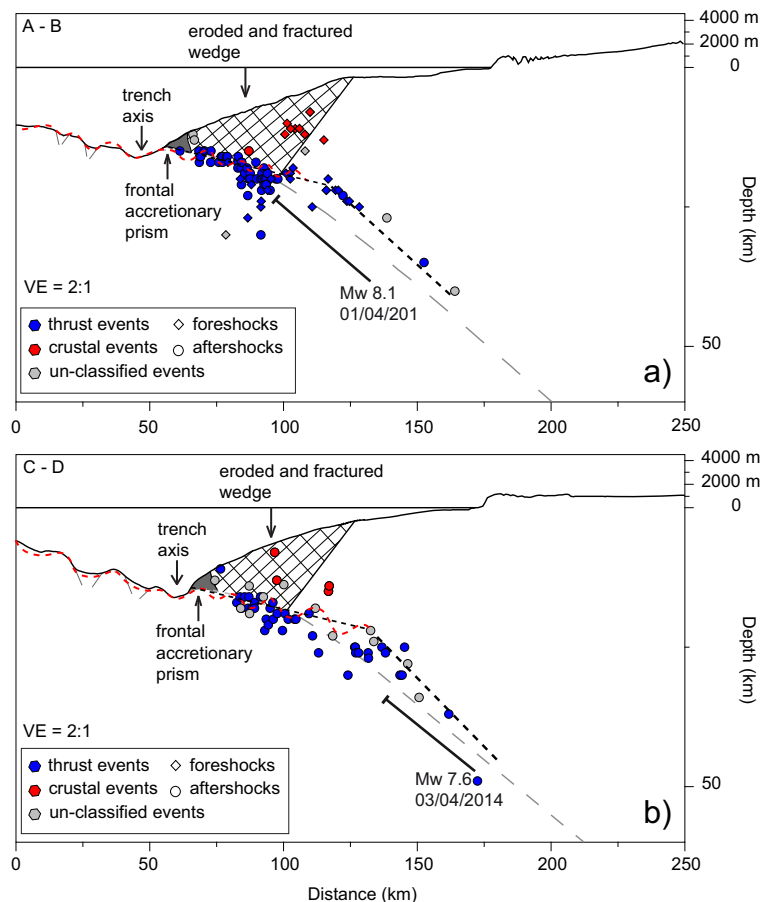 A - B
eroded and fractured
wedge
4000 m
2000 m
0
trench
axis
frontal
accretionary
prism
Depth (km)
Mw 8.1
01/04/201
VE = 2:1
thrust events
foreshocks
crustal events
aftershocks
un-classified events
50
a)
0 50 100 150 200 250
C - D
eroded and fractured
wedge
4000 m
2000 m
0
trench
axis
frontal
accretionary
prism
Depth (km)
VE = 2:1
Mw 7.6
03/04/2014
thrust events
foreshocks
crustal events
aftershocks
un-classified events
50
b)
0 50 100 150 200 250
Distance (km)